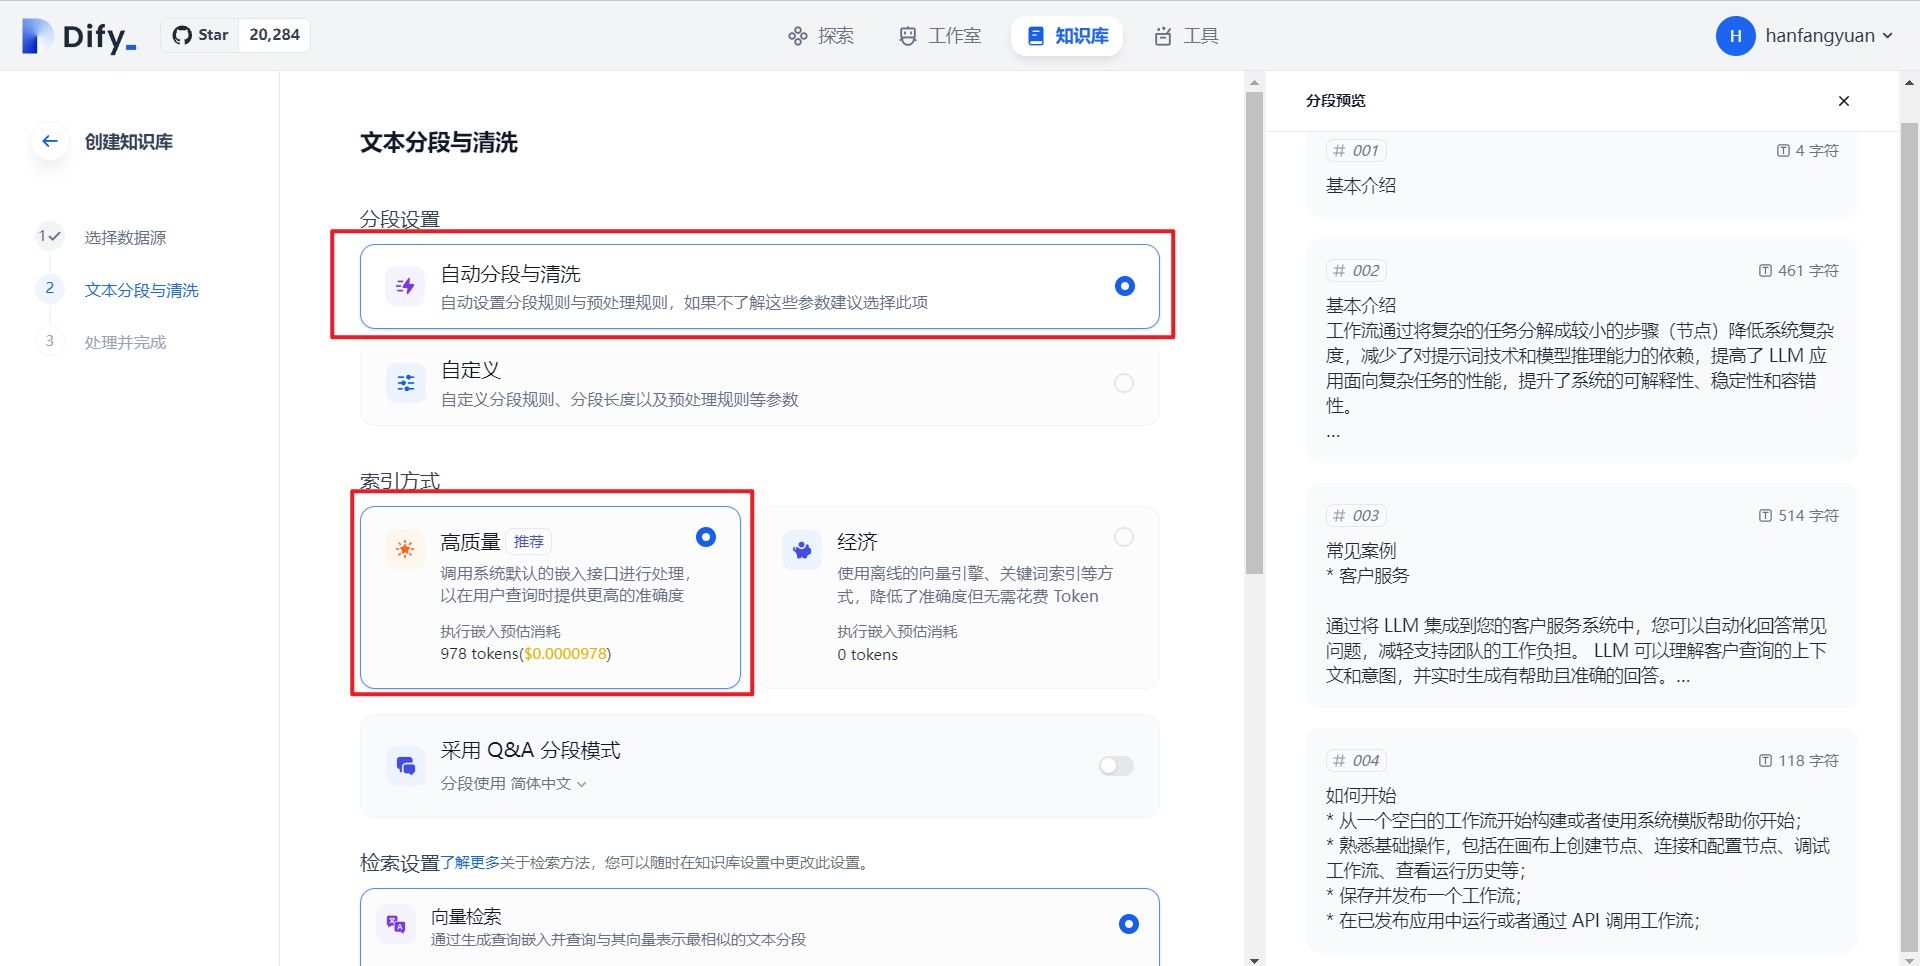 Dify_
Star 20,284
探索
工作室
知识库
工具
H hanfangyuan
创建知识库
1 选择数据源
2 文本分段与清洗
3 处理并完成
文本分段与清洗
分段设置
自动分段与清洗
自动设置分段规则与预处理规则，如果不了解这些参数建议选择此项
自定义
自定义分段规则、分段长度以及预处理规则等参数
索引方式
高质量 推荐
调用系统默认的嵌入接口进行处理，
以在用户查询时提供更高的准确度
执行嵌入预估消耗
978 tokens($0.0000978)
经济
使用离线的向量引擎、关键词索引等方
式，降低了准确度但无需花费 Token
执行嵌入预估消耗
0 tokens
采用 Q&A 分段模式
分段使用 简体中文
检索设置
了解更多关于检索方法，您可以随时在知识库设置中更改此设置。
向量检索
通过生成查询嵌入并查询与其向量表示最相似的文本分段
分段预览
# 001
4 字符
基本介绍
# 002
461 字符
基本介绍
工作流通过将复杂的任务分解成较小的步骤（节点）降低系统复杂
度，减少了对提示词技术和模型推理能力的依赖，提高了 LLM 应
用面向复杂任务的性能，提升了系统的可解释性、稳定性和容错
性。
...
# 003
514 字符
常见案例
* 客户服务
通过将 LLM 集成到您的客户服务系统中，您可以自动化回答常见
问题，减轻支持团队的工作负担。 LLM 可以理解客户查询的上下
文和意图，并实时生成有帮助且准确的回答。...
# 004
118 字符
如何开始
* 从一个空白的工作流开始构建或者使用系统模版帮助你开始；
* 熟悉基础操作，包括在画布上创建节点、连接和配置节点、调试
工作流、查看运行历史等；
* 保存并发布一个工作流；
* 在已发布应用中运行或者通过 API 调用工作流；